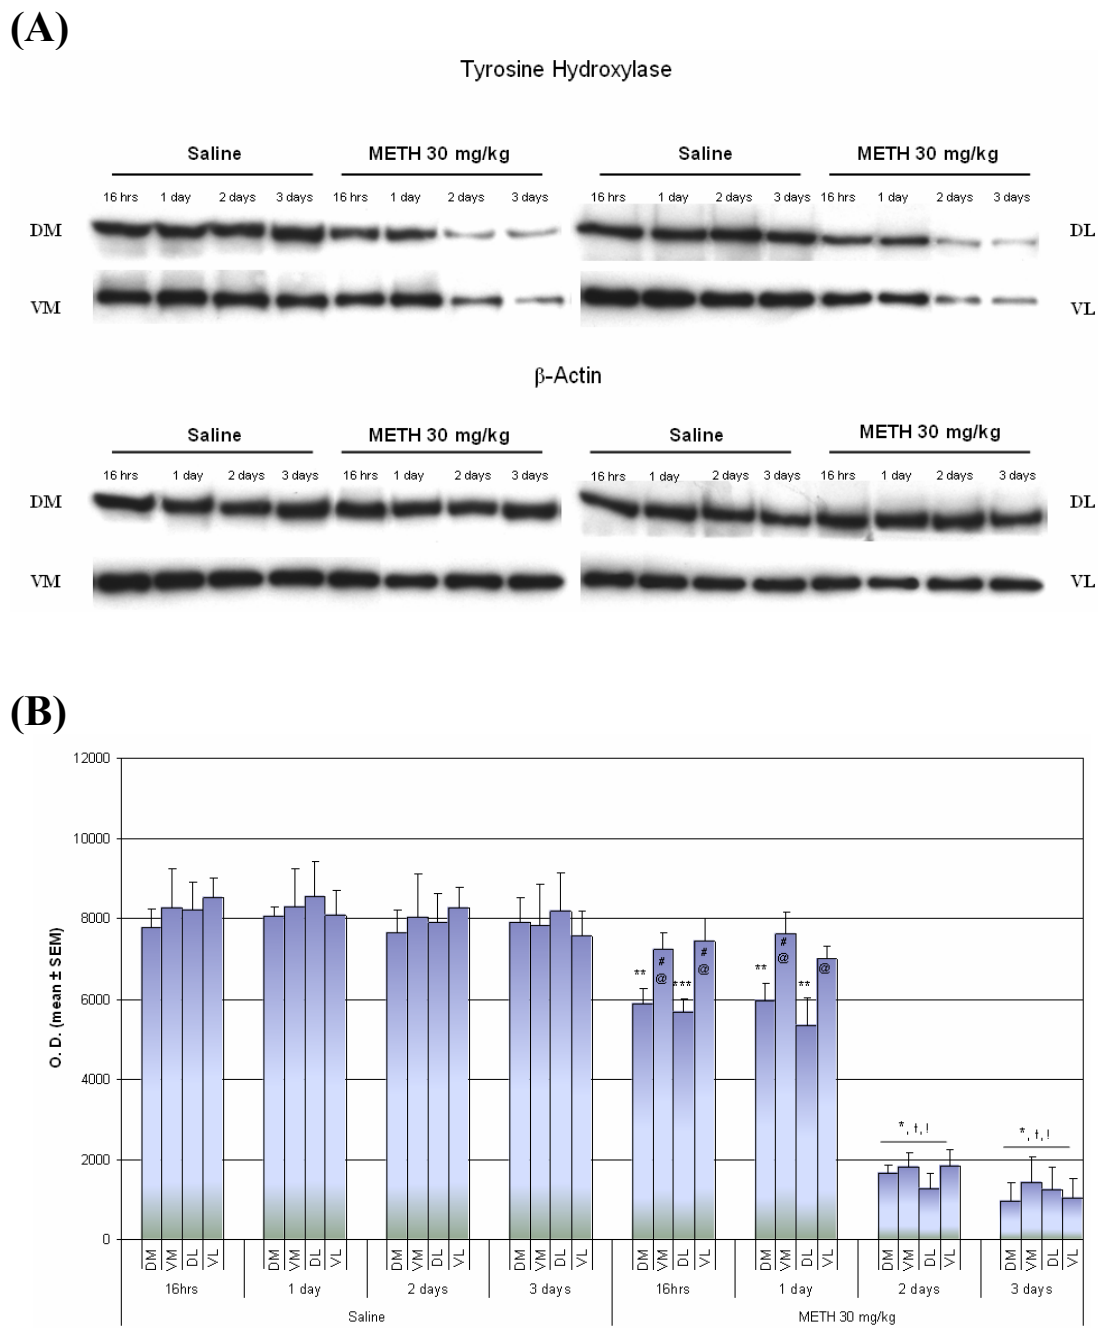 (A)
Tyrosine Hydroxylase
Saline METH 30 mg/kg Saline METH 30 mg/kg
16 hrs 1 day 2 days 3 days 16 hrs 1 day 2 days 3 days 16 hrs 1 day 2 days 3 days 16 hrs 1 day 2 days 3 days
DM DL
VM VL
β-Actin
Saline METH 30 mg/kg Saline METH 30 mg/kg
16 hrs 1 day 2 days 3 days 16 hrs 1 day 2 days 3 days 16 hrs 1 day 2 days 3 days 16 hrs 1 day 2 days 3 days
DM DL
VM VL
(B)
12000
10000
8000
6000
4000
2000
0
O. D. (mean ± SEM)
** # @ *** # @ ** # @ ** @
*, †, ! *, †, !
DM VM DL VL DM VM DL VL DM VM DL VL DM VM DL VL DM VM DL VL DM VM DL VL DM VM DL VL DM VM DL VL
16hrs 1 day 2 days 3 days 16hrs 1 day 2 days 3 days
Saline METH 30 mg/kg